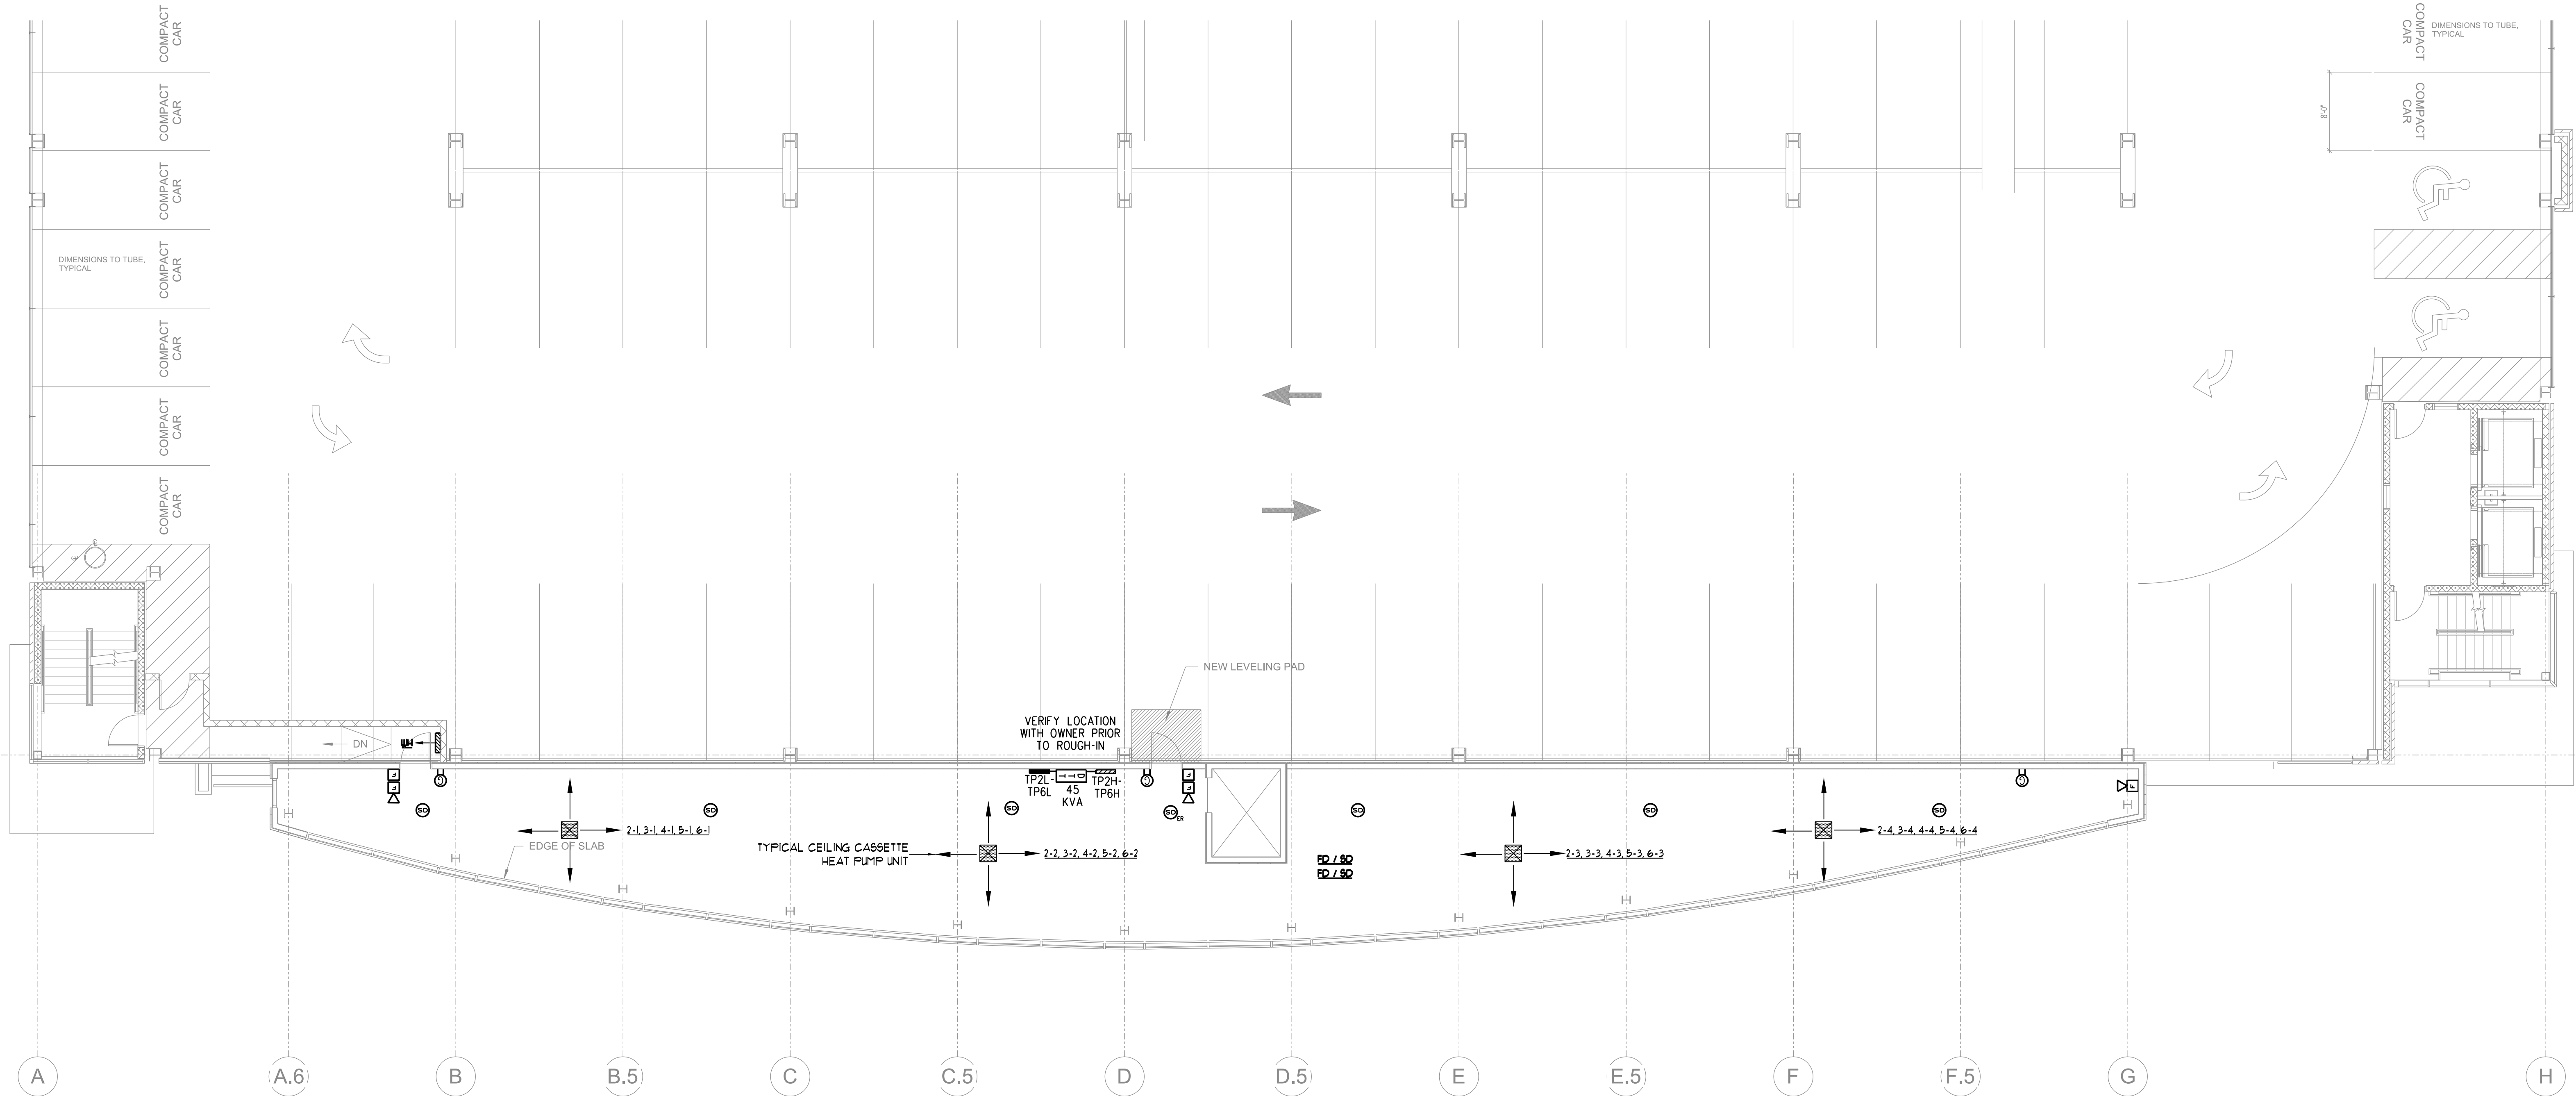 COMPACT
CAR
COMPACT
CAR
COMPACT
CAR
COMPACT
CAR
COMPACT
CAR
COMPACT
CAR
COMPACT
CAR
DIMENSIONS TO TUBE,
TYPICAL
COMPACT
CAR
DIMENSIONS TO TUBE,
TYPICAL
COMPACT
CAR
8'-0"
NEW LEVELING PAD
VERIFY LOCATION
WITH OWNER PRIOR
TO ROUGH-IN
DN
EH
TP2L-
TP6L
45
KVA
TP2H-
TP6H
F
F
F
F
F
G
G
G
SD
SD
SD
SD
ER
SD
SD
SD
2-1, 3-1, 4-1, 5-1, 6-1
EDGE OF SLAB
TYPICAL CEILING CASSETTE
HEAT PUMP UNIT
2-2, 3-2, 4-2, 5-2, 6-2
FD / SD
FD / SD
2-3, 3-3, 4-3, 5-3, 6-3
2-4, 3-4, 4-4, 5-4, 6-4
A
A.6
B
B.5
C
C.5
D
D.5
E
E.5
F
F.5
G
H